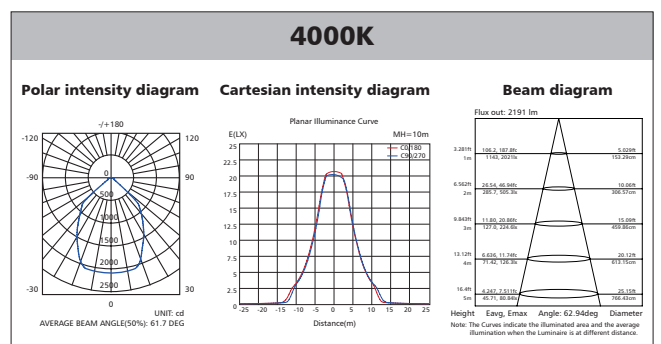 4000K
Polar intensity diagram
-/+180
-120
120
-90
90
-30
30
0
500
1000
1500
2000
2500
0
UNIT: cd
AVERAGE BEAM ANGLE(50%): 61.7 DEG
Cartesian intensity diagram
Planar Illuminance Curve
E(LX)
MH=10m
C0/180
C90/270
25
22.5
20
17.5
15
12.5
10
7.5
5
2.5
0
-25 -20 -15 -10 -5 0 5 10 15 20 25
Distance(m)
Beam diagram
Flux out: 2191 lm
3.281ft 106.2, 187.8fc 5.029ft
1m 1143, 2021lx 153.29cm
6.562ft 26.54, 46.94fc 10.06ft
2m 285.7, 505.3lx 306.57cm
9.843ft 11.80, 20.86fc 15.09ft
3m 127.0, 224.6lx 459.86cm
13.12ft 6.636, 11.74fc 20.12ft
4m 71.42, 126.3lx 613.15cm
16.4ft 4.247, 7.511fc 25.15ft
5m 45.71, 80.84lx 766.43cm
Height Eavg, Emax Angle: 62.94deg Diameter
Note: The Curves indicate the illuminated area and the average
illumination when the Luminaire is at different distance.